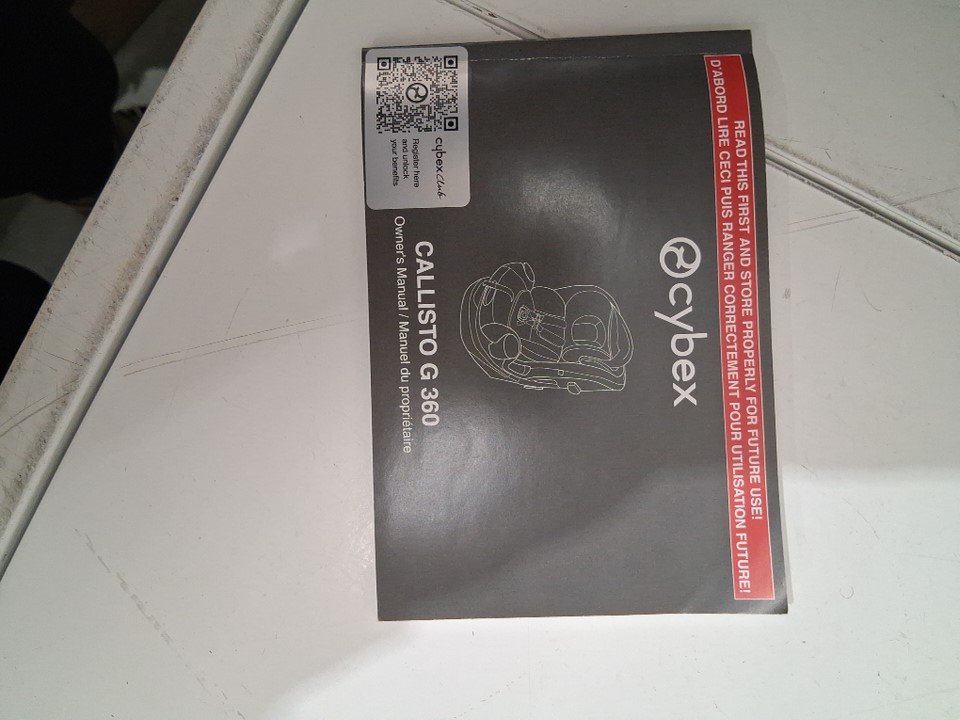 READ THIS FIRST AND STORE PROPERLY FOR FUTURE USE!
D'ABORD LIRE CECI PUIS RANGER CORRECTEMENT POUR UTILISATION FUTURE!
cybex
CALLISTO G 360
Owner's Manual / Manuel du propriétaire
cybex Club
Register here
and unlock
your benefits